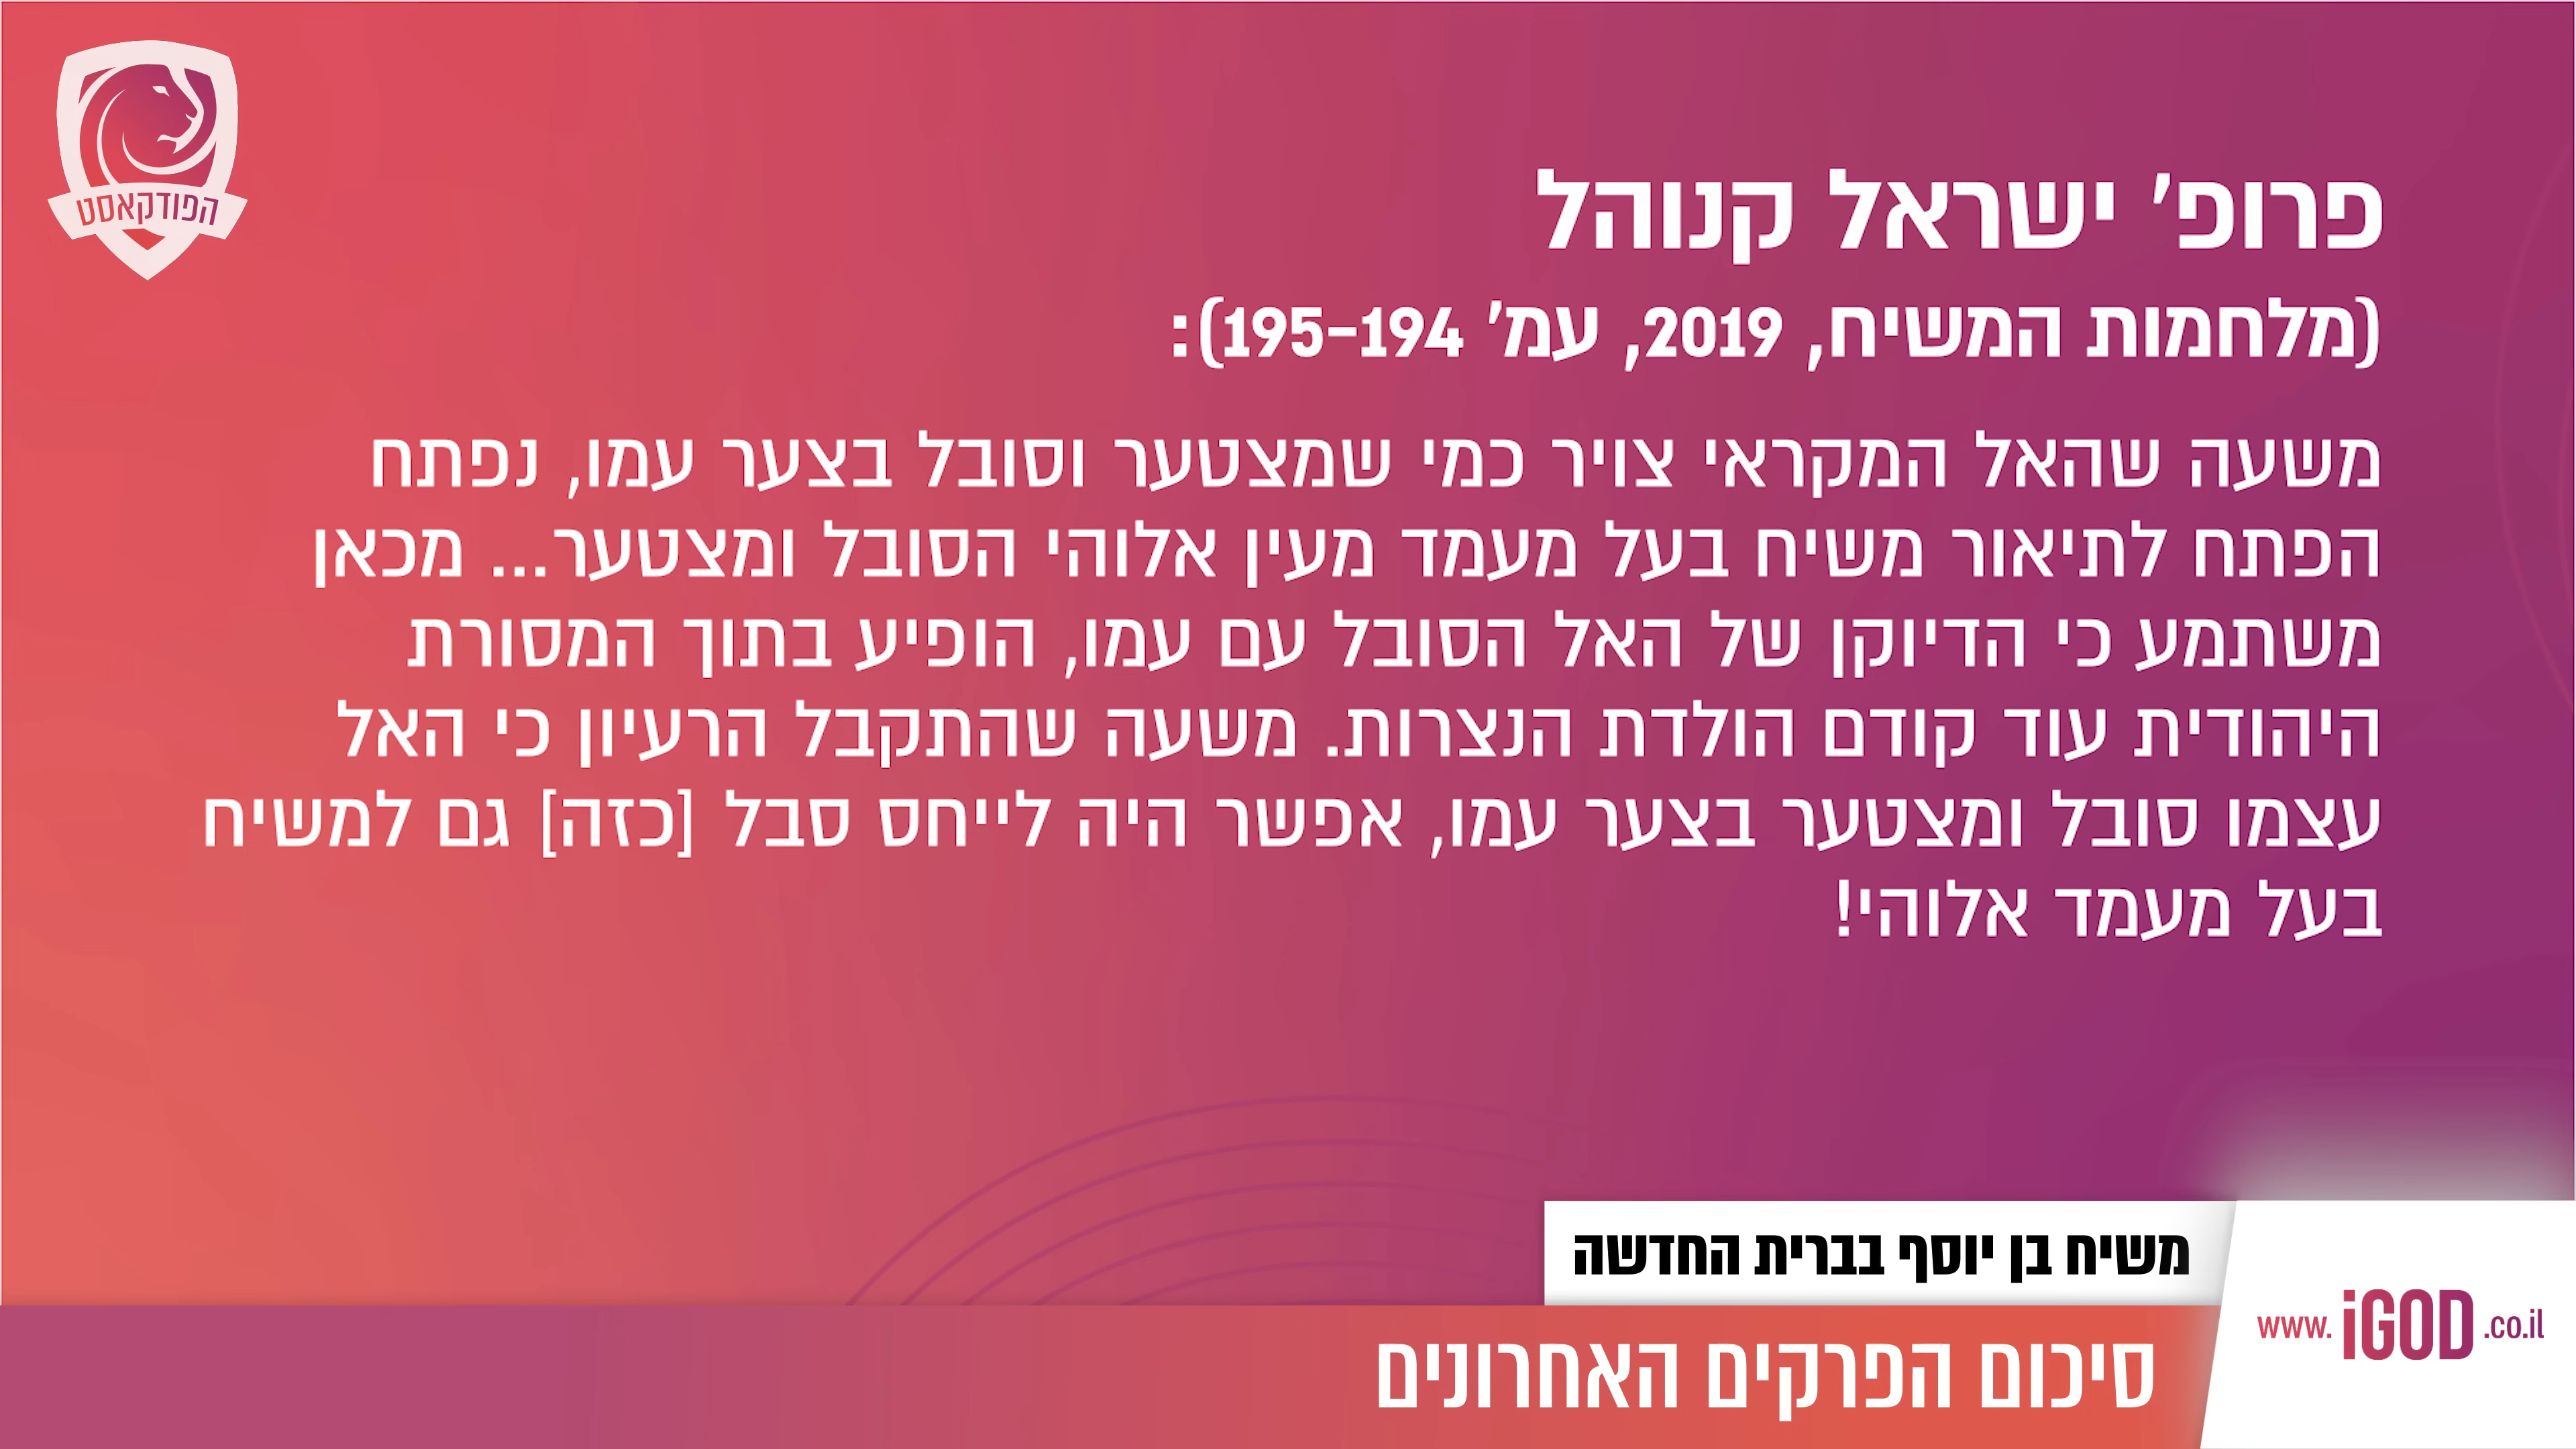 הפודקאסט
פרופ' ישראל קנוהל
(מלחמות המשיח, 2019, עמ' 195-194):
משעה שהאל המקראי צויר כמי שמצטער וסובל בצער עמו, נפתח
הפתח לתיאור משיח בעל מעמד מעין אלוהי הסובל ומצטער... מכאן
משתמע כי הדיוקן של האל הסובל עם עמו, הופיע בתוך המסורת
היהודית עוד קודם הולדת הנצרות. משעה שהתקבל הרעיון כי האל
עצמו סובל ומצטער בצער עמו, אפשר היה לייחס סבל [כזה] גם למשיח
בעל מעמד אלוהי!
משיח בן יוסף בברית החדשה
סיכום הפרקים האחרונים
www.iGOD.co.il